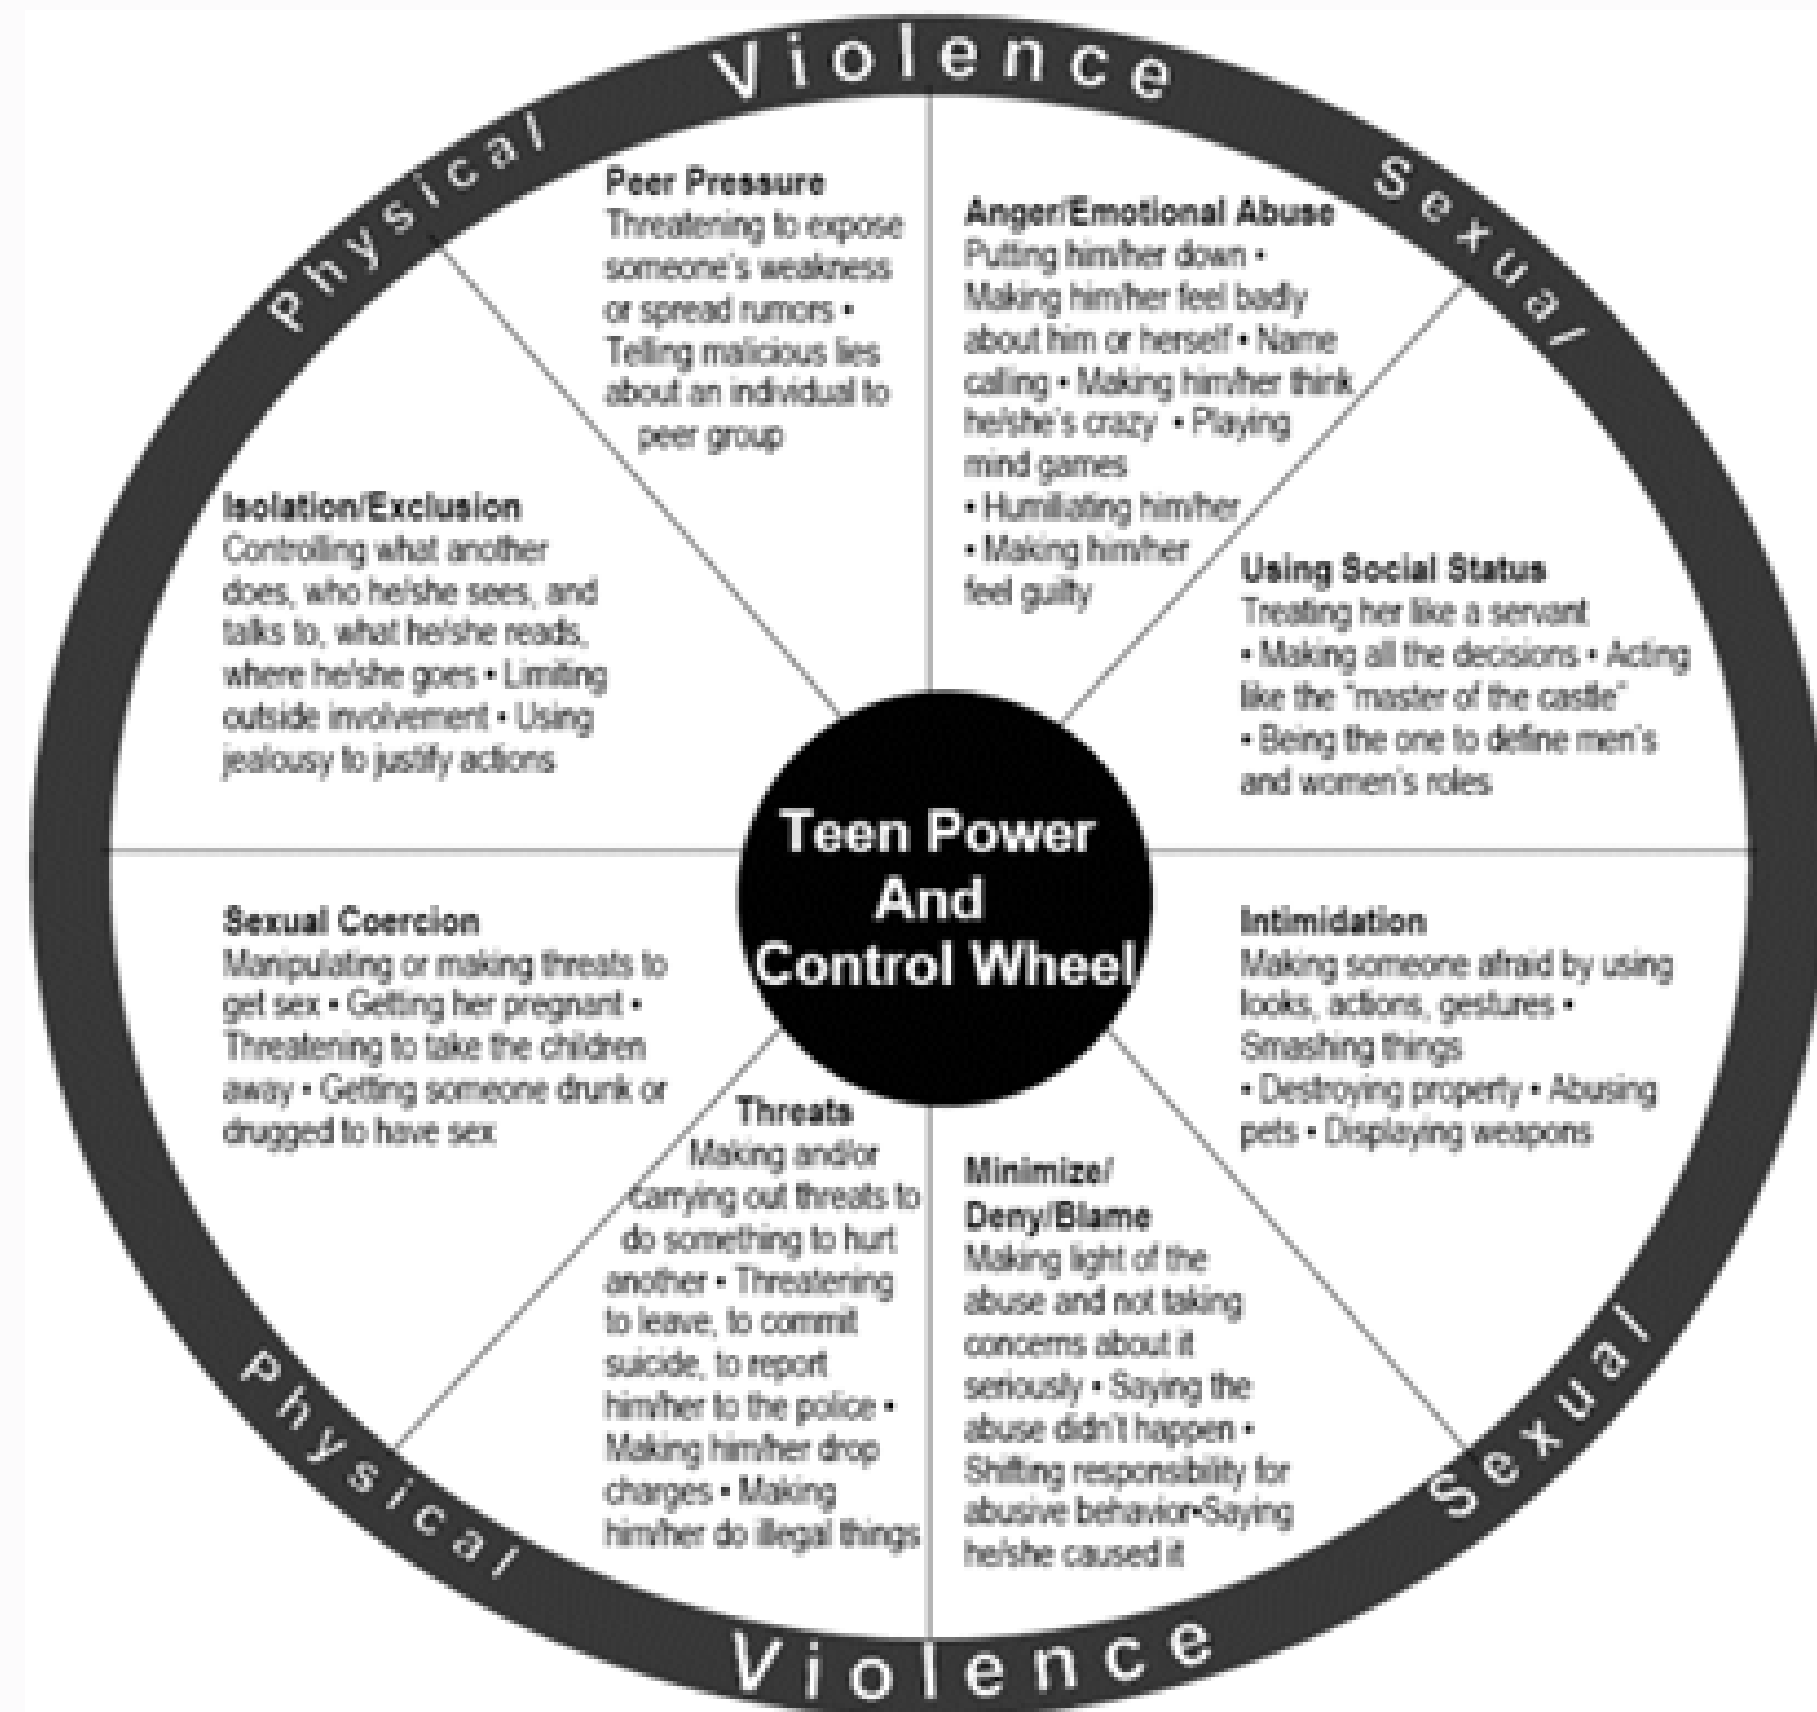 Physical
Violence
Sexual
Peer Pressure
Threatening to expose
someone's weakness
or spread rumors •
Telling malicious lies
about an individual to
peer group
Anger/Emotional Abuse
Putting him/her down •
Making him/her feel badly
about him or herself • Name
calling • Making him/her think
he/she's crazy • Playing
mind games
• Humiliating him/her
• Making him/her
feel guilty
Isolation/Exclusion
Controlling what another
does, who he/she sees, and
talks to, what he/she reads,
where he/she goes • Limiting
outside involvement • Using
jealousy to justify actions
Using Social Status
Treating her like a servant
• Making all the decisions • Acting
like the "master of the castle"
• Being the one to define men's
and women's roles
Teen Power
And
Control Wheel
Sexual Coercion
Manipulating or making threats to
get sex • Getting her pregnant •
Threatening to take the children
away • Getting someone drunk or
drugged to have sex
Intimidation
Making someone afraid by using
looks, actions, gestures •
Smashing things
• Destroying property • Abusing
pets • Displaying weapons
Threats
Making and/or
carrying out threats to
do something to hurt
another • Threatening
to leave, to commit
suicide, to report
him/her to the police •
Making him/her drop
charges • Making
him/her do illegal things
Minimize/
Deny/Blame
Making light of the
abuse and not taking
concerns about it
seriously • Saying the
abuse didn't happen •
Shifting responsibility for
abusive behavior•Saying
he/she caused it
Physical
Violence
Sexual